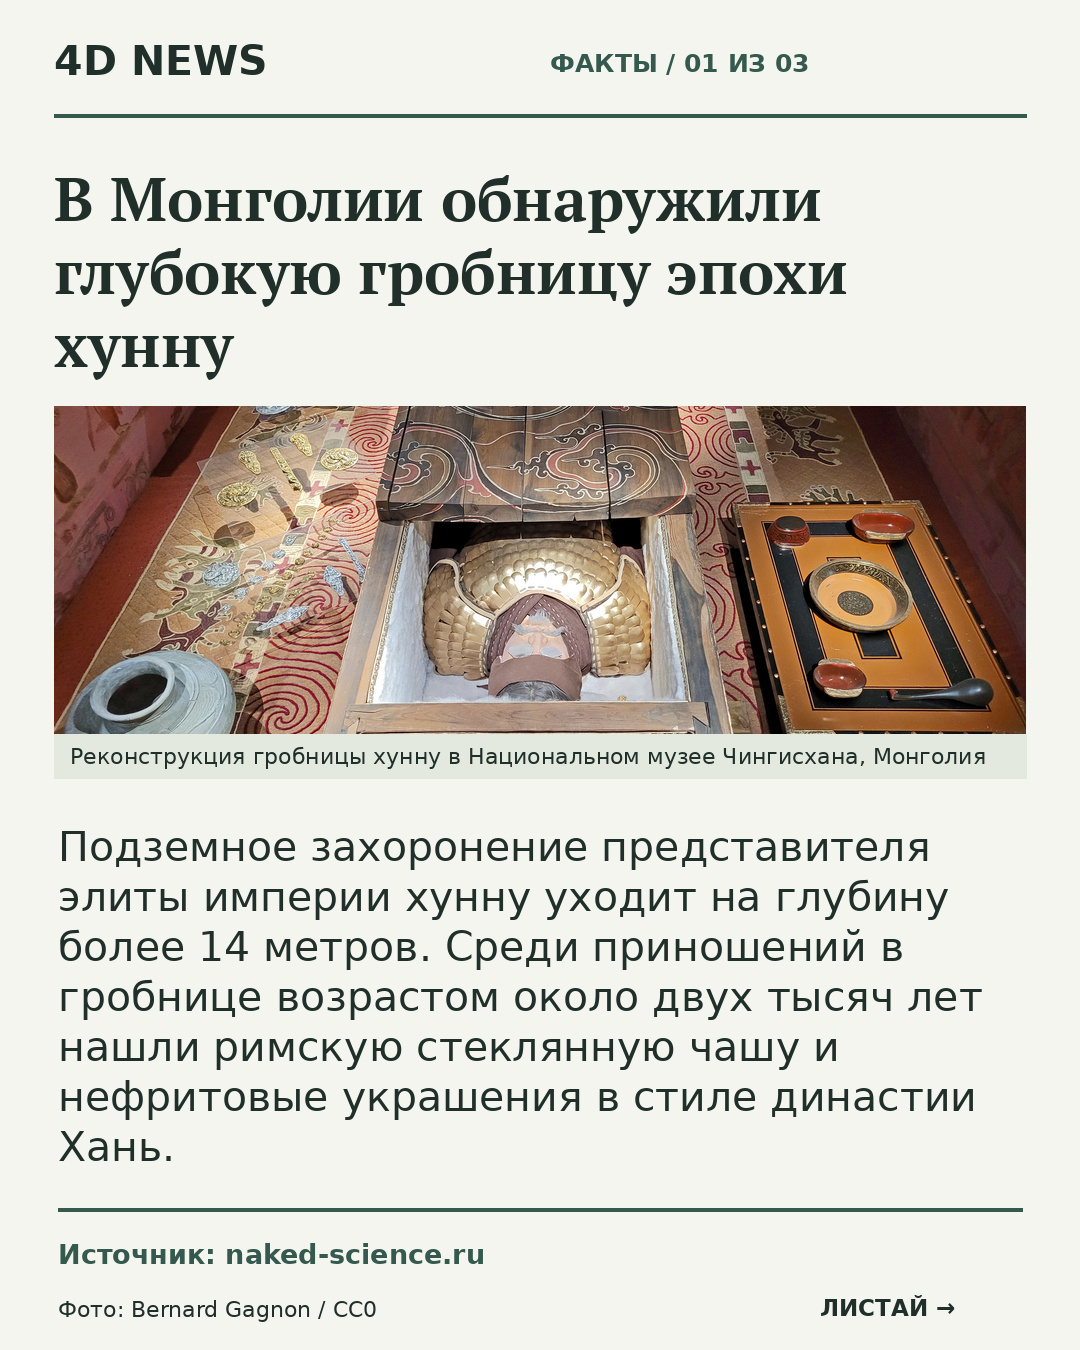 4D NEWS
ФАКТЫ / 01 ИЗ 03
В Монголии обнаружили
глубокую гробницу эпохи
хунну
Реконструкция гробницы хунну в Национальном музее Чингисхана, Монголия
Подземное захоронение представителя
элиты империи хунну уходит на глубину
более 14 метров. Среди приношений в
гробнице возрастом около двух тысяч лет
нашли римскую стеклянную чашу и
нефритовые украшения в стиле династии
Хань.
Источник: naked-science.ru
Фото: Bernard Gagnon / CC0
ЛИСТАЙ →